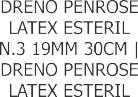 DRENO PENROSE
LATEX ESTERIL
N.3 19MM 30CM |
DRENO PENROSE
LATEX ESTERIL